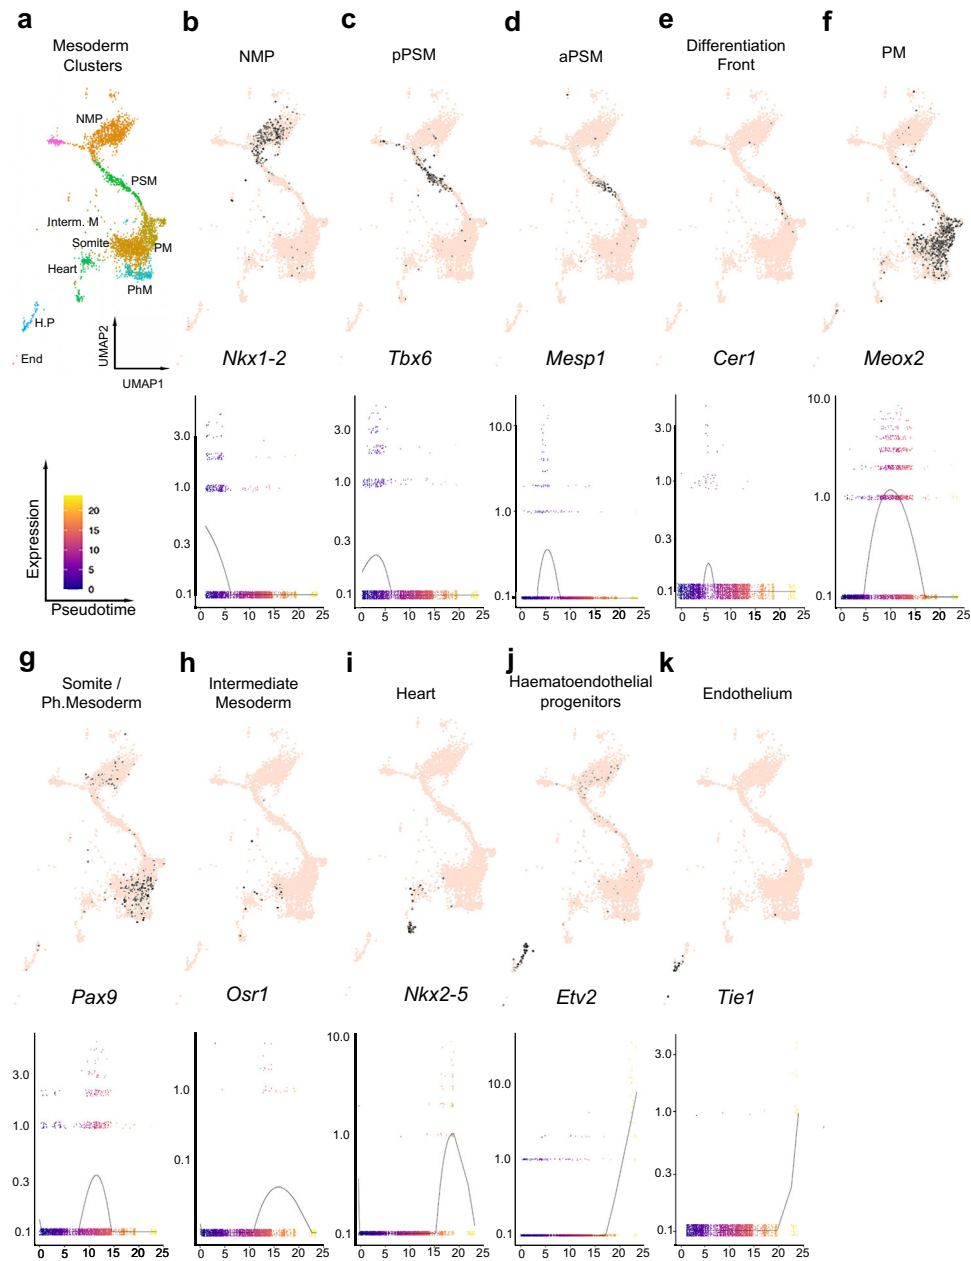 a
b
c
d
e
f
Mesoderm
Clusters
NMP
pPSM
aPSM
Differentiation
Front
PM
NMP
PSM
Interm. M
Somite
PM
Heart
PhM
H.P
End
UMAP2
UMAP1
Nkx1-2
Tbx6
Mesp1
Cer1
Meox2
Expression
20
15
10
5
0
Pseudotime
3.0
1.0
0.3
0.1
0 5 10 15 20 25
3.0
1.0
0.3
0.1
0 5 10 15 20 25
10.0
1.0
0.1
0 5 10 15 20 25
3.0
1.0
0.3
0.1
0 5 10 15 20 25
10.0
1.0
0.1
0 5 10 15 20 25
g
h
i
j
k
Somite /
Ph.Mesoderm
Intermediate
Mesoderm
Heart
Haematoendothelial
progenitors
Endothelium
Pax9
Osr1
Nkx2-5
Etv2
Tie1
3.0
1.0
0.3
0.1
0 5 10 15 20 25
1.0
0.1
0 5 10 15 20 25
10.0
1.0
0.1
0 5 10 15 20 25
10.0
1.0
0.1
0 5 10 15 20 25
3.0
1.0
0.3
0.1
0 5 10 15 20 25